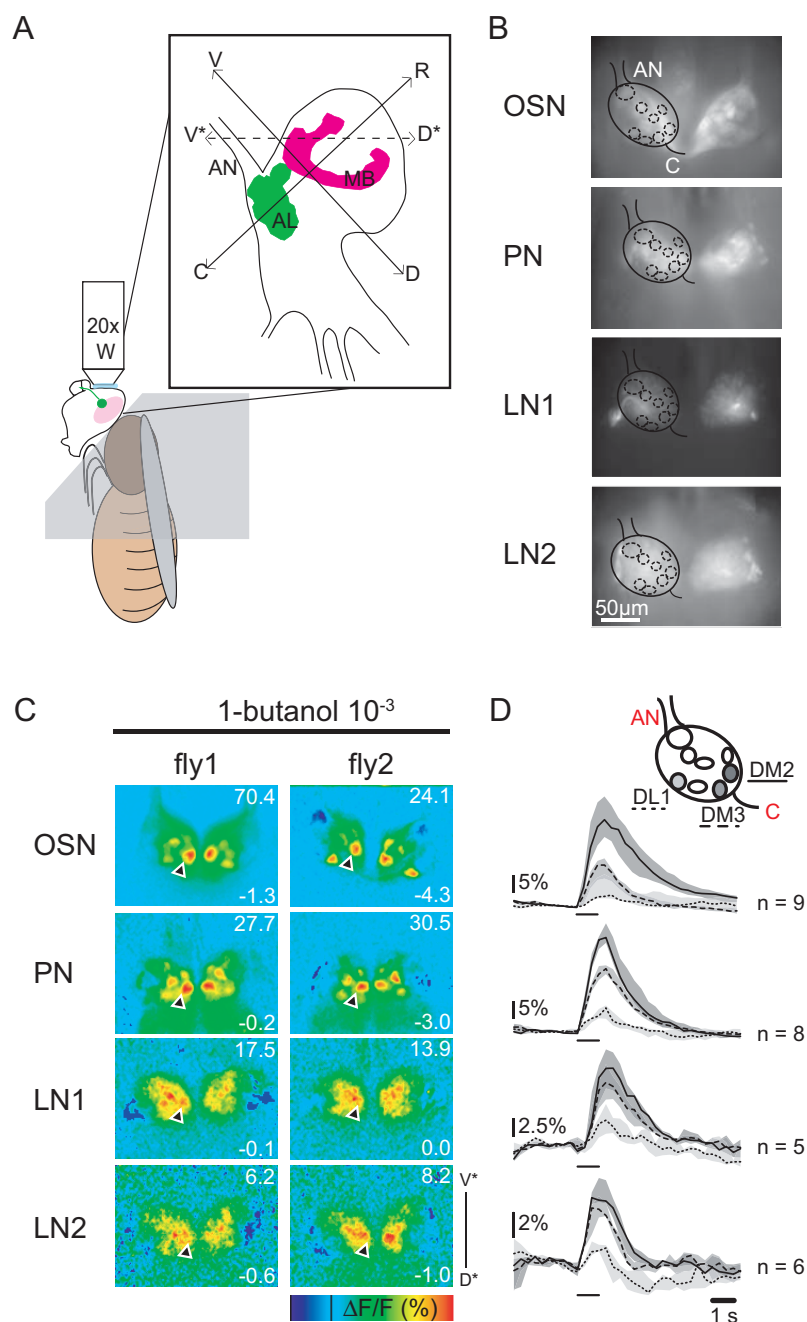 A
V
R
V*
D*
AN
MB
AL
C
D
20x
W
B
OSN
AN
C
PN
LN1
LN2
50µm
C
1-butanol 10⁻³
fly1
fly2
OSN
70.4
-1.3
24.1
-4.3
PN
27.7
-0.2
30.5
-3.0
LN1
17.5
-0.1
13.9
0.0
LN2
6.2
-0.6
8.2
-1.0
V*
D*
ΔF/F (%)
D
AN
DM2
DL1
DM3
C
5%
n = 9
5%
n = 8
2.5%
n = 5
2%
n = 6
1 s